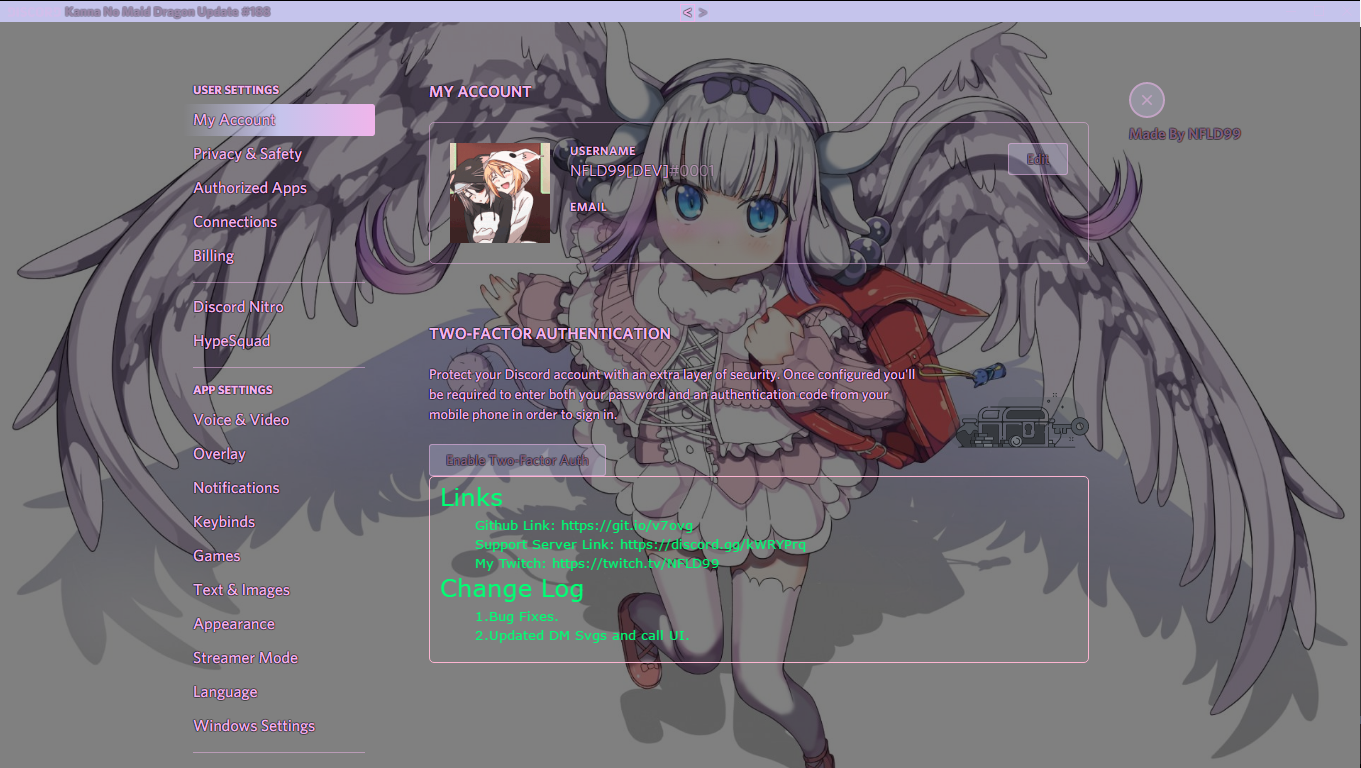 Kanna No Maid Dragon Update #188
< >
USER SETTINGS
My Account
Privacy & Safety
Authorized Apps
Connections
Billing
Discord Nitro
HypeSquad
APP SETTINGS
Voice & Video
Overlay
Notifications
Keybinds
Games
Text & Images
Appearance
Streamer Mode
Language
Windows Settings
MY ACCOUNT
USERNAME
NFLD99[DEV]#0001
EMAIL
Edit
Made By NFLD99
TWO-FACTOR AUTHENTICATION
Protect your Discord account with an extra layer of security. Once configured you'll
be required to enter both your password and an authentication code from your
mobile phone in order to sign in.
Enable Two-Factor Auth
Links
Github Link: https://git.io/v7ovg
Support Server Link: https://discord.gg/kWRYPrq
My Twitch: https://twitch.tv/NFLD99
Change Log
1.Bug Fixes.
2.Updated DM Svgs and call UI.